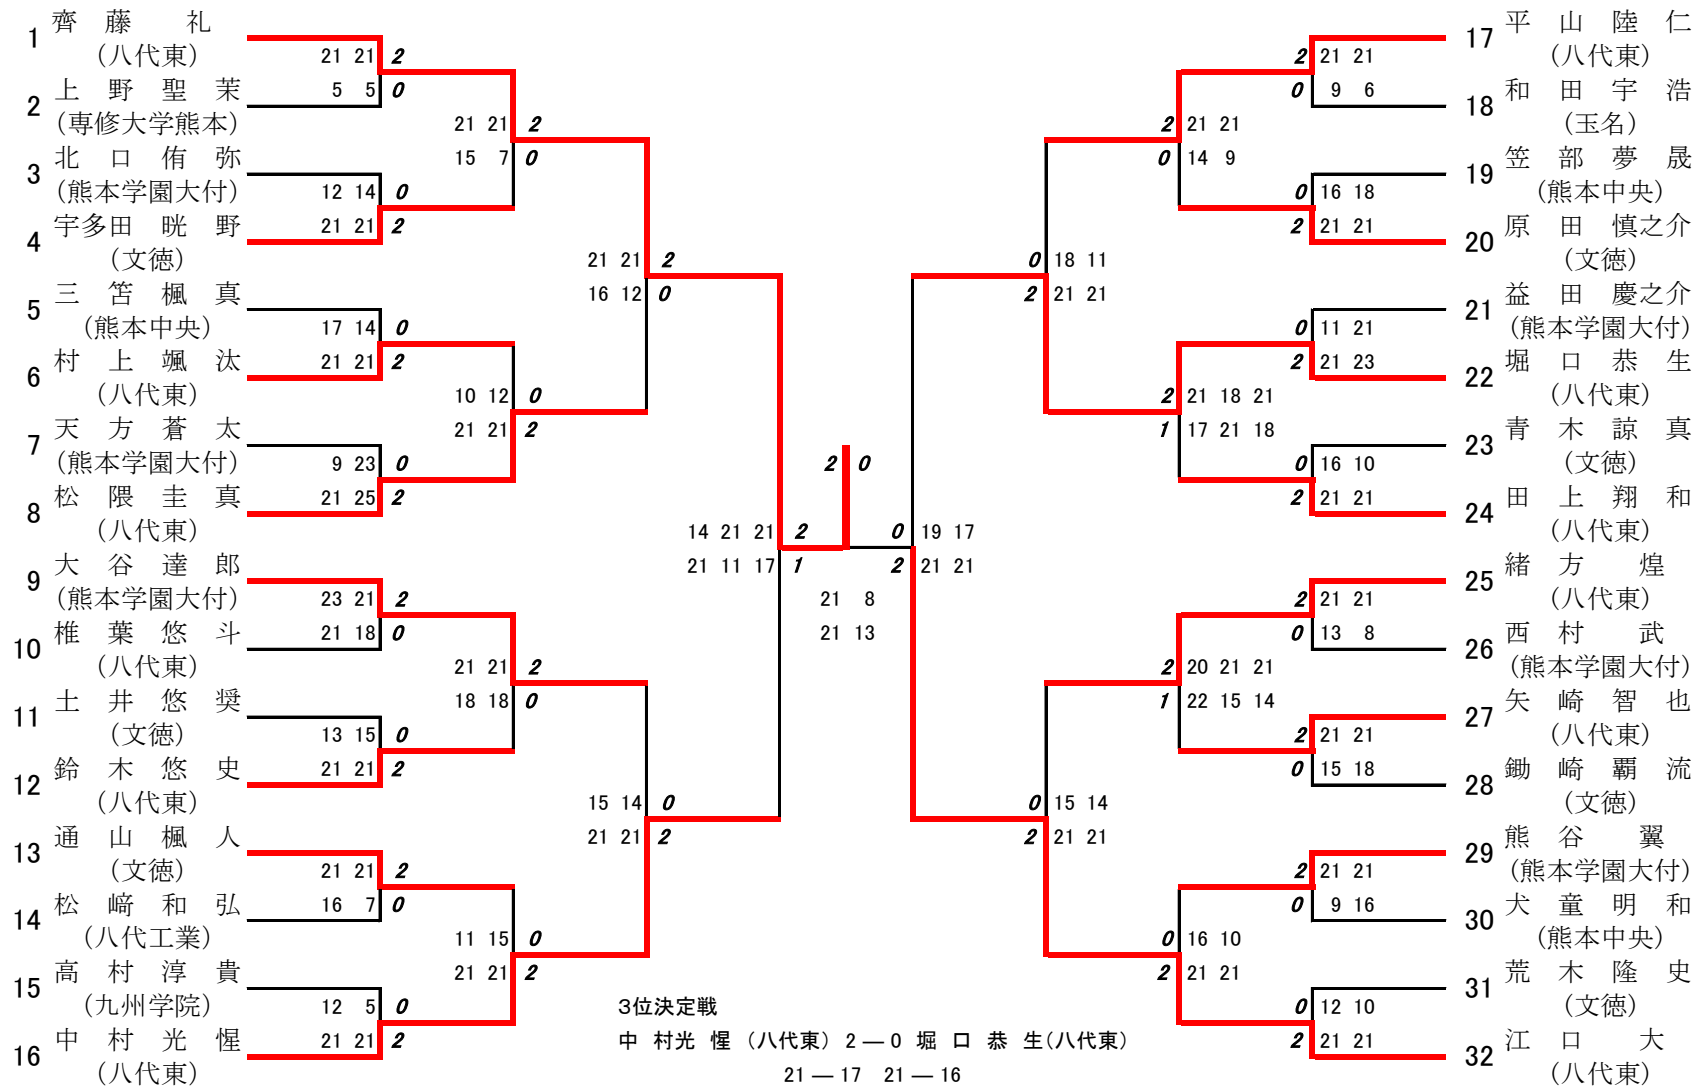 1 齊藤 礼
(八代東)
21 21 2
5 5 0
2 上野聖茉
(専修大学熊本)
21 21 2
15 7 0
3 北口侑弥
(熊本学園大付)
12 14 0
21 21 2
4 宇多田 晄野
(文徳)
21 21 2
16 12 0
5 三笘楓真
(熊本中央)
17 14 0
21 21 2
6 村上颯汰
(八代東)
10 12 0
21 21 2
7 天方蒼太
(熊本学園大付)
9 23 0
21 25 2
8 松隈圭真
(八代東)
14 21 21 2
21 11 17 1
9 大谷達郎
(熊本学園大付)
23 21 2
21 18 0
10 椎葉悠斗
(八代東)
21 21 2
18 18 0
11 土井悠奨
(文徳)
13 15 0
21 21 2
12 鈴木悠史
(八代東)
15 14 0
21 21 2
13 通山楓人
(文徳)
21 21 2
16 7 0
14 松﨑和弘
(八代工業)
11 15 0
21 21 2
15 高村淳貴
(九州学院)
12 5 0
21 21 2
16 中村光惺
(八代東)
2 0
21 8
21 13
17 平山陸仁
(八代東)
2 21 21
0 9 6
18 和田宇浩
(玉名)
2 21 21
0 14 9
19 笠部夢晟
(熊本中央)
0 16 18
2 21 21
20 原田慎之介
(文徳)
0 18 11
2 21 21
21 益田慶之介
(熊本学園大付)
0 11 21
2 21 23
22 堀口恭生
(八代東)
2 21 18 21
1 17 21 18
23 青木諒真
(文徳)
0 16 10
2 21 21
24 田上翔和
(八代東)
0 19 17
2 21 21
25 緒方煌
(八代東)
2 21 21
0 13 8
26 西村武
(熊本学園大付)
2 20 21 21
1 22 15 14
27 矢崎智也
(八代東)
2 21 21
0 15 18
28 鋤崎覇流
(文徳)
0 15 14
2 21 21
29 熊谷翼
(熊本学園大付)
2 21 21
0 9 16
30 犬童明和
(熊本中央)
0 16 10
2 21 21
31 荒木隆史
(文徳)
0 12 10
2 21 21
32 江口大
(八代東)
3位決定戦
中 村光 惺 (八代東) 2 ― 0 堀 口 恭 生(八代東)
21 ― 17 21 ― 16